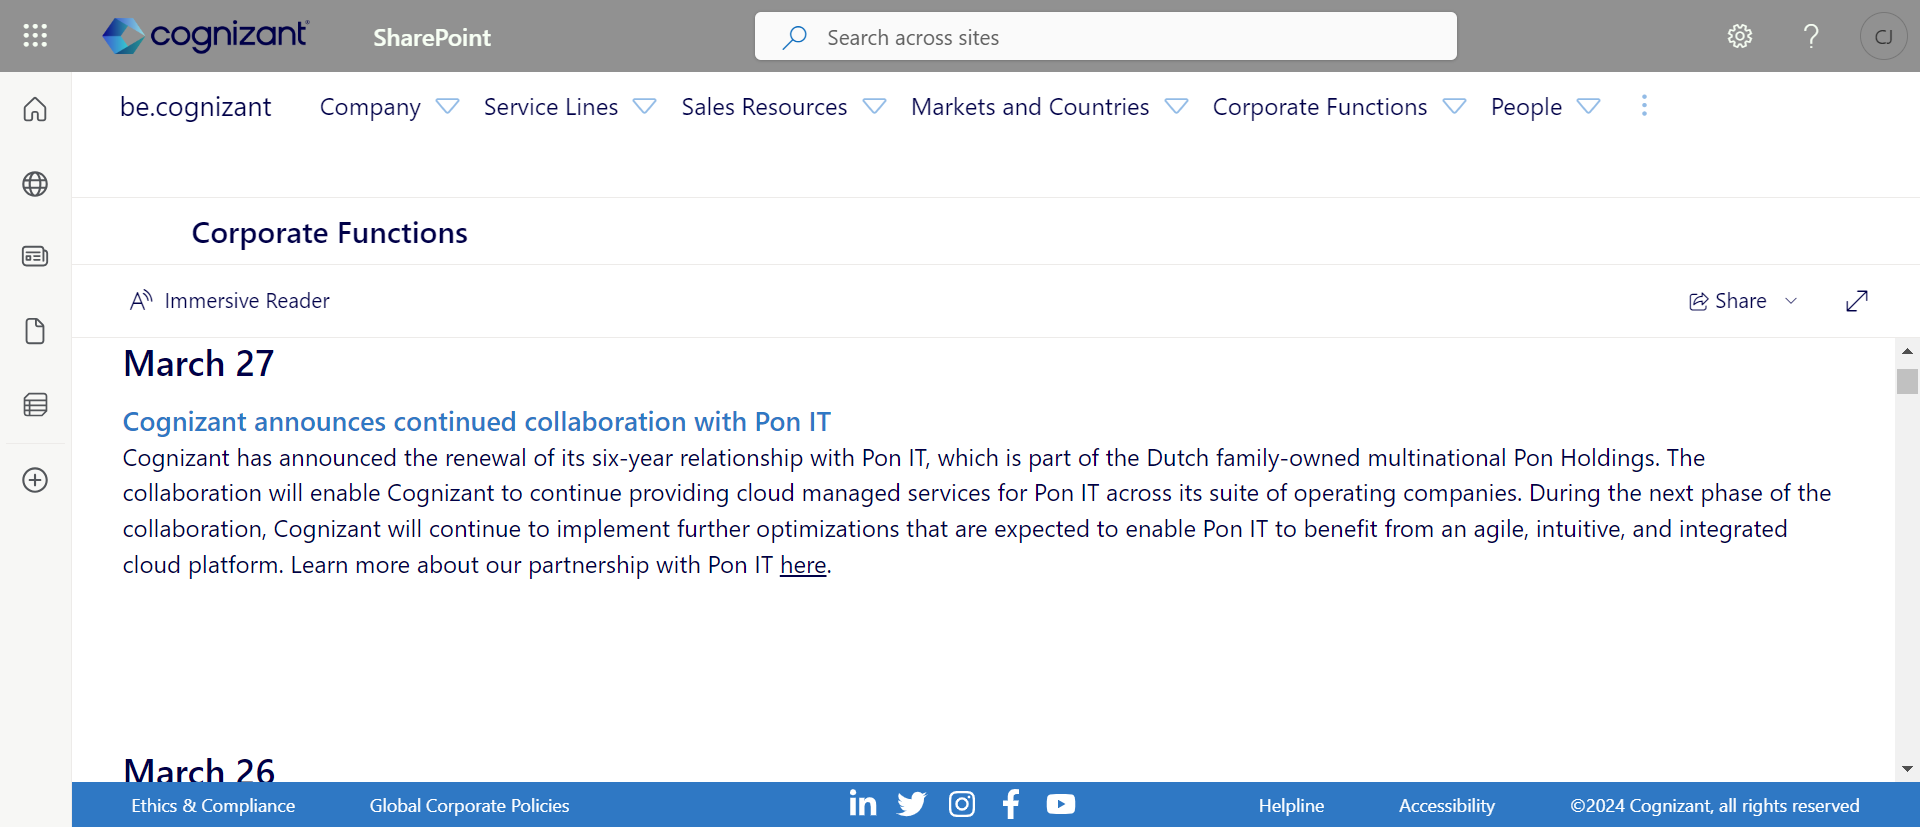 cognizant
SharePoint
Search across sites
CJ
be.cognizant
Company
Service Lines
Sales Resources
Markets and Countries
Corporate Functions
People
Corporate Functions
Immersive Reader
Share
March 27
Cognizant announces continued collaboration with Pon IT
Cognizant has announced the renewal of its six-year relationship with Pon IT, which is part of the Dutch family-owned multinational Pon Holdings. The
collaboration will enable Cognizant to continue providing cloud managed services for Pon IT across its suite of operating companies. During the next phase of the
collaboration, Cognizant will continue to implement further optimizations that are expected to enable Pon IT to benefit from an agile, intuitive, and integrated
cloud platform. Learn more about our partnership with Pon IT here.
March 26
Ethics & Compliance
Global Corporate Policies
Helpline
Accessibility
©2024 Cognizant, all rights reserved